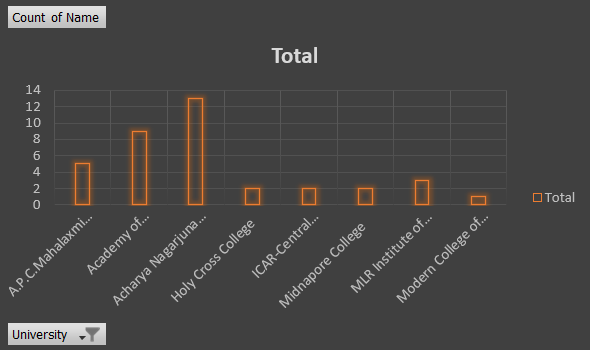 Count of Name
Total
14
12
10
8
6
4
2
0
A.P.C.Mahalaxmi...
Academy of...
Acharya Nagarjuna...
Holy Cross College
ICAR-Central...
Midnapore College
MLR Institute of...
Modern College of...
Total
University